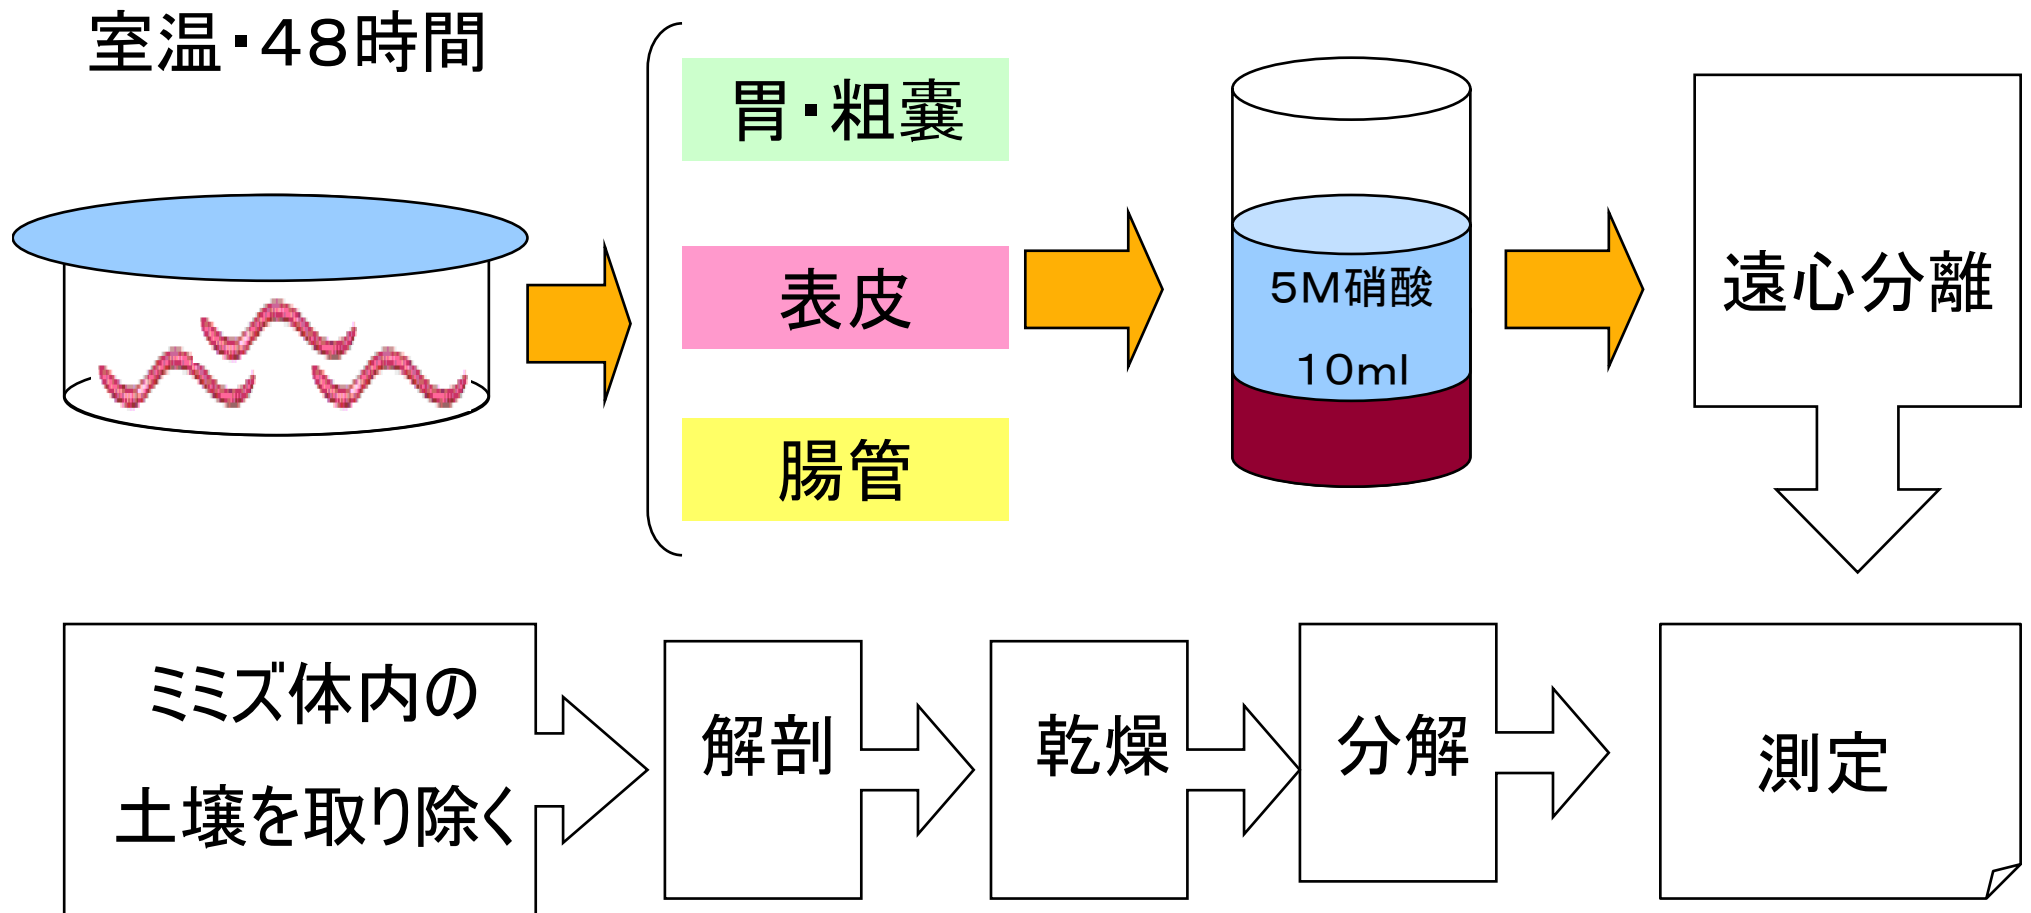 室温・48時間
胃・粗嚢
表皮
腸管
5M硝酸
10ml
遠心分離
ミミズ体内の
土壌を取り除く
解剖
乾燥
分解
測定